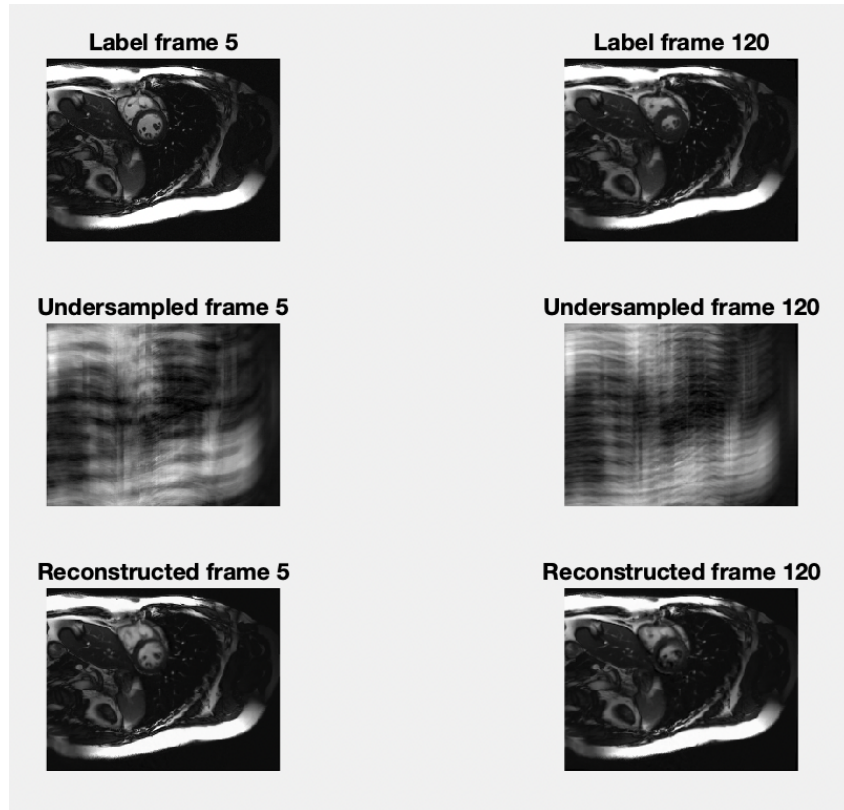 Label frame 5
Label frame 120
Undersampled frame 5
Undersampled frame 120
Reconstructed frame 5
Reconstructed frame 120